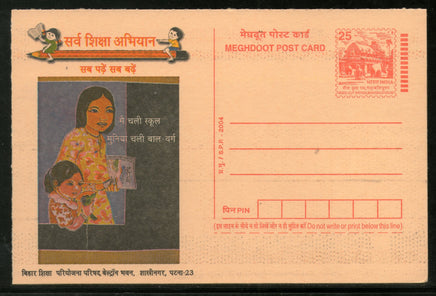 सर्व शिक्षा अभियान
सब पढ़ें सब बढ़ें
मै चली स्कूल
मुनिया चली बाल-वर्ग
बिहार शिक्षा परियोजना परिषद्, बेल्ट्रॉन भवन, शास्त्रीनगर, पटना-23
मेघदूत पोस्ट कार्ड
MEGHDOOT POST CARD
25
भारत INDIA
2004
पिन PIN
Do not write or print below this line